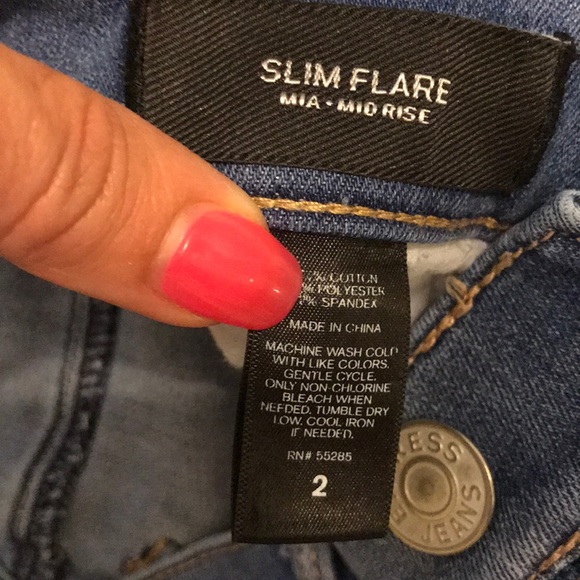 SLIM FLARE
MIA • MID RISE
% COTTON
% POLYESTER
% SPANDEX
MADE IN CHINA
MACHINE WASH COLD
WITH LIKE COLORS.
GENTLE CYCLE.
ONLY NON-CHLORINE
BLEACH WHEN
NEEDED. TUMBLE DRY
LOW. COOL IRON
IF NEEDED.
RN# 55285
2
JEANS